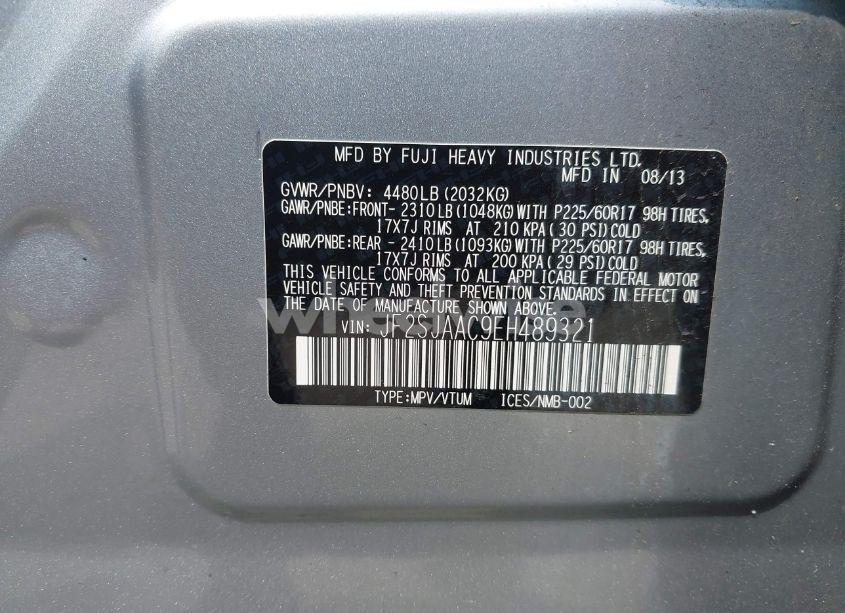 MFD BY FUJI HEAVY INDUSTRIES LTD.
MFD IN 08/13
GVWR/PNBV: 4480LB (2032KG)
GAWR/PNBE:FRONT- 2310LB(1048KG)WITH P225/60R17 98H TIRES,
17X7J RIMS AT 210 KPA(30 PSI)COLD
GAWR/PNBE:REAR - 2410LB(1093KG)WITH P225/60R17 98H TIRES,
17X7J RIMS AT 200 KPA(29 PSI)COLD
THIS VEHICLE CONFORMS TO ALL APPLICABLE FEDERAL MOTOR
VEHICLE SAFETY AND THEFT PREVENTION STANDARDS IN EFFECT ON
THE DATE OF MANUFACTURE SHOWN ABOVE.
VIN: JF2SJAAC9EH489321
TYPE:MPV/VTUM ICES/NMB-002